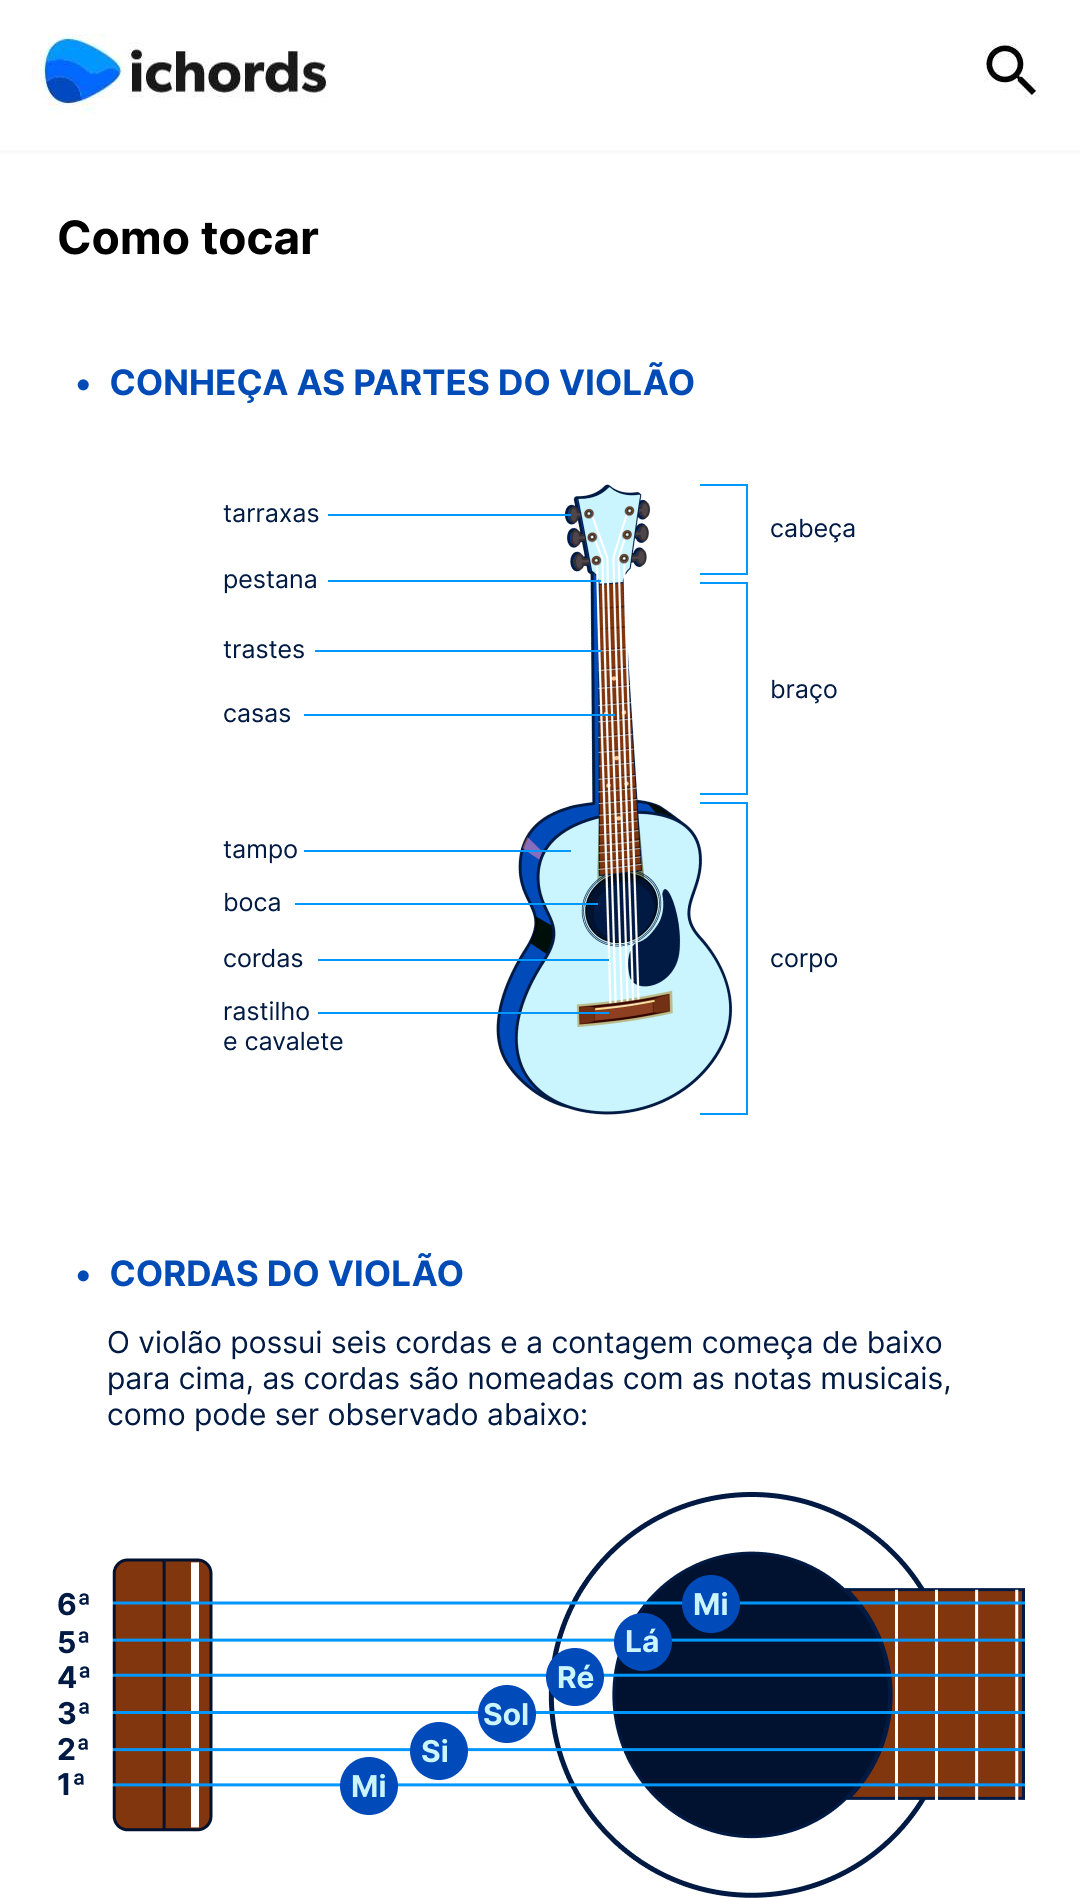 ichords
Como tocar
• CONHEÇA AS PARTES DO VIOLÃO
tarraxas
pestana
trastes
casas
tampo
boca
cordas
rastilho
e cavalete
cabeça
braço
corpo
• CORDAS DO VIOLÃO
O violão possui seis cordas e a contagem começa de baixo
para cima, as cordas são nomeadas com as notas musicais,
como pode ser observado abaixo:
6ª Mi
5ª Lá
4ª Ré
3ª Sol
2ª Si
1ª Mi